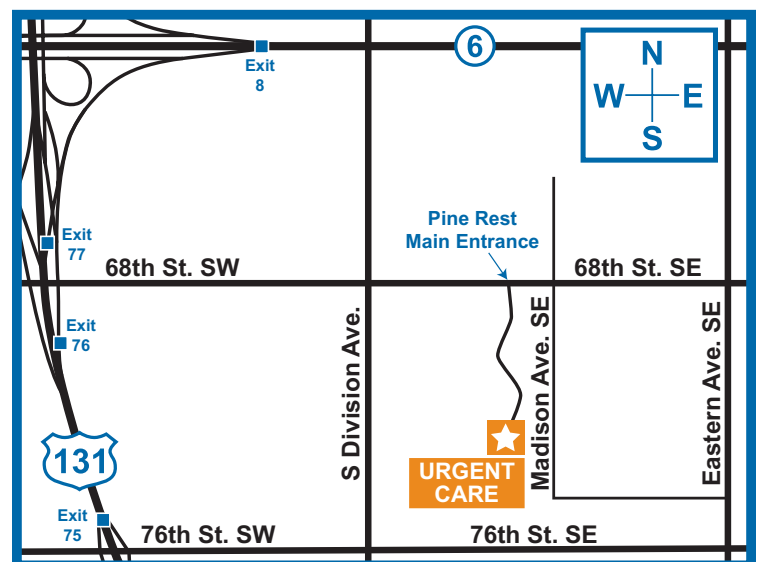 6
N
W E
S
Exit
8
Pine Rest
Main Entrance
Exit
77
68th St. SW
68th St. SE
Exit
76
S Division Ave.
Madison Ave. SE
Eastern Ave. SE
131
URGENT
CARE
Exit
75
76th St. SW
76th St. SE